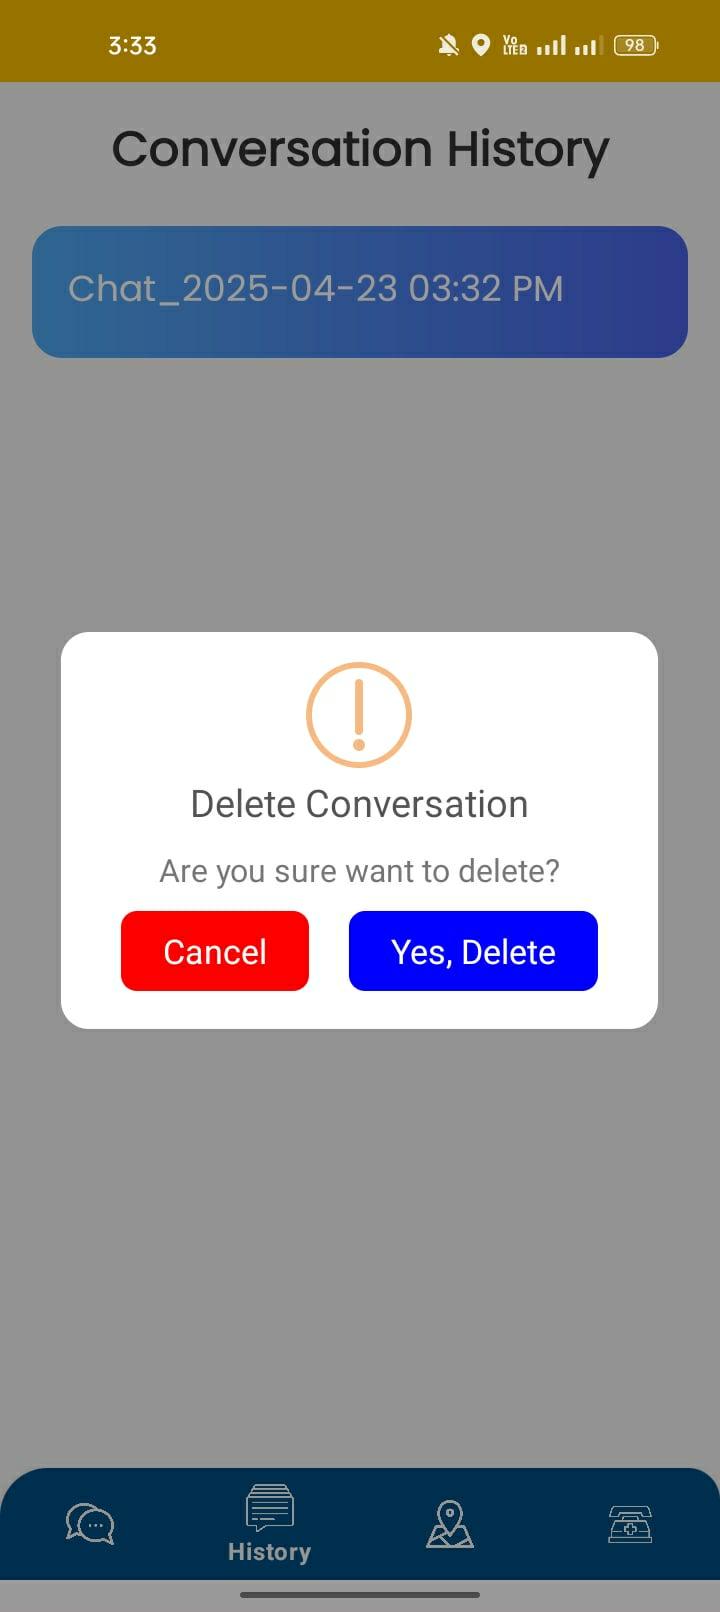 3:33
Vo
LTE2
98
Conversation History
Chat_2025-04-23 03:32 PM
Delete Conversation
Are you sure want to delete?
Cancel
Yes, Delete
History